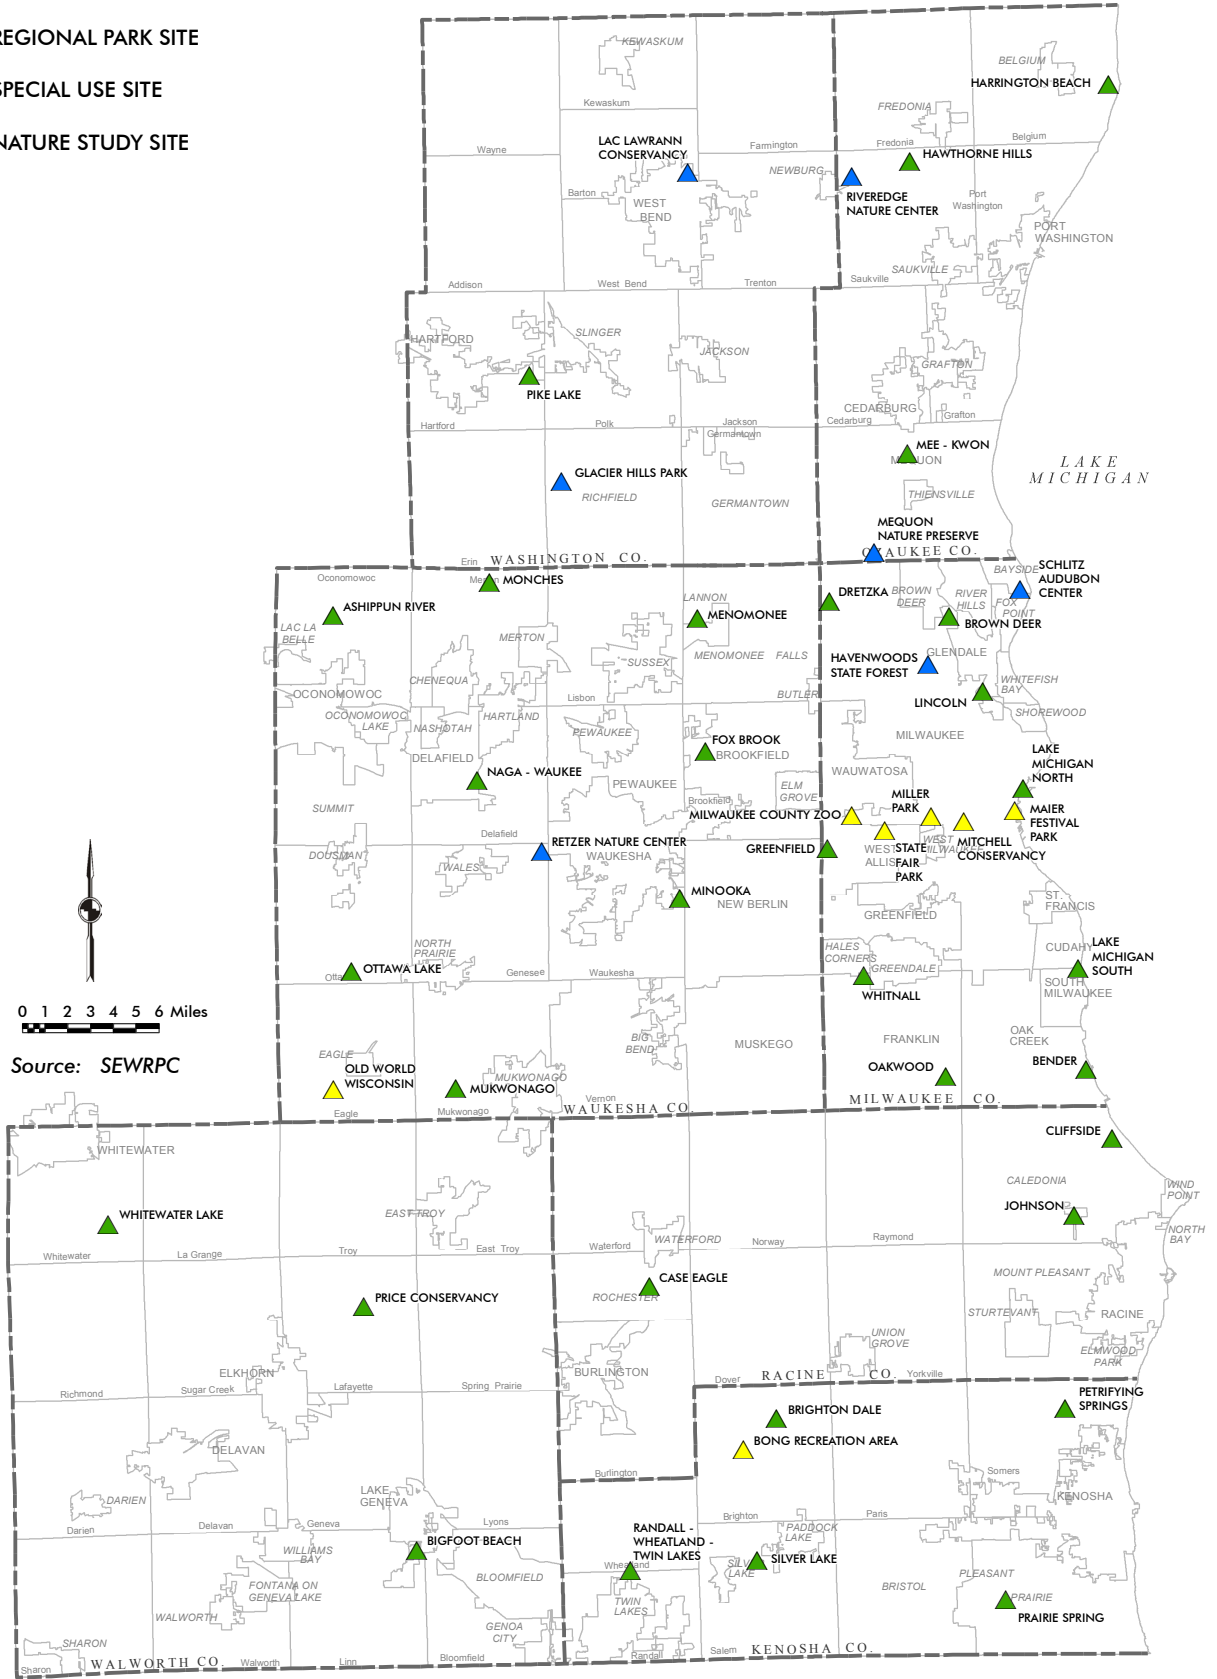 REGIONAL PARK SITE
SPECIAL USE SITE
NATURE STUDY SITE
KEWASKUM
Kewaskum
BELGIUM
HARRINGTON BEACH
FREDONIA
Belgium
Fredonia
HAWTHORNE HILLS
Wayne
LAC LAWRANN
CONSERVANCY
Farmington
NEWBURG
RIVEREDGE
NATURE CENTER
Port
Washington
PORT
WASHINGTON
Barton
WEST
BEND
SAUKVILLE
Saukville
Addison
West Bend
Trenton
HARTFORD
SLINGER
JACKSON
GRAFTON
PIKE LAKE
CEDARBURG
Grafton
Cedarburg
Hartford
Polk
Jackson
Germantown
MEE - KWON
LAKE
MICHIGAN
GLACIER HILLS PARK
RICHFIELD
GERMANTOWN
THIENSVILLE
MEQUON
NATURE PRESERVE
Erin
WASHINGTON CO.
OZAUKEE CO.
SCHLITZ
AUDUBON
CENTER
Oconomowoc
MONCHES
BAYSIDE
ASHIPPUN RIVER
LANNON
MENOMONEE
DRETZKA
BROWN
DEER
RIVER
HILLS
FOX
POINT
BROWN DEER
LAC LA
BELLE
MERTON
SUSSEX
MENOMONEE FALLS
HAVENWOODS
STATE FOREST
GLENDALE
CHENEQUA
WHITEFISH
BAY
OCONOMOWOC
Lisbon
BUTLER
LINCOLN
SHOREWOOD
OCONOMOWOC
LAKE
NASHOTAH
HARTLAND
PEWAUKEE
MILWAUKEE
FOX BROOK
BROOKFIELD
LAKE
MICHIGAN
NORTH
DELAFIELD
NAGA - WAUKEE
PEWAUKEE
WAUWATOSA
ELM
GROVE
Brookfield
SUMMIT
MILWAUKEE COUNTY ZOO
MILLER
PARK
MAIER
FESTIVAL
PARK
Delafield
RETZER NATURE CENTER
WAUKESHA
GREENFIELD
WEST
ALLIS
STATE
FAIR
PARK
WEST
MILWAUKEE
MITCHELL
CONSERVANCY
DOUSMAN
WALES
MINOOKA
NEW BERLIN
GREENFIELD
ST.
FRANCIS
NORTH
PRAIRIE
HALES
CORNERS
GREENDALE
CUDAHY
LAKE
MICHIGAN
SOUTH
OTTAWA LAKE
Genesee
Waukesha
WHITNALL
SOUTH
MILWAUKEE
0 1 2 3 4 5 6 Miles
Source: SEWRPC
BIG
BEND
MUSKEGO
FRANKLIN
OAK
CREEK
EAGLE
OLD WORLD
WISCONSIN
MUKWONAGO
MUKWONAGO
OAKWOOD
BENDER
Eagle
Mukwonago
Vernon
WAUKESHA CO.
MILWAUKEE CO.
WHITEWATER
CLIFFSIDE
CALEDONIA
WIND
POINT
WHITEWATER LAKE
EAST TROY
JOHNSON
NORTH
BAY
Whitewater
La Grange
Troy
East Troy
Waterford
WATERFORD
Norway
Raymond
CASE EAGLE
ROCHESTER
MOUNT PLEASANT
PRICE CONSERVANCY
STURTEVANT
RACINE
UNION
GROVE
ELMWOOD
PARK
ELKHORN
BURLINGTON
Richmond
Sugar Creek
Lafayette
Spring Prairie
Dover
RACINE CO.
Yorkville
BRIGHTON DALE
PETRIFYING
SPRINGS
BONG RECREATION AREA
DELAVAN
Burlington
Somers
KENOSHA
DARIEN
LAKE
GENEVA
Darien
Delavan
Geneva
Lyons
Brighton
Paris
BIGFOOT BEACH
WILLIAMS
BAY
RANDALL -
WHEATLAND -
TWIN LAKES
PADDOCK
LAKE
SILVER LAKE
SILVER
LAKE
Wheatland
FONTANA ON
GENEVA LAKE
BLOOMFIELD
BRISTOL
PLEASANT
PRAIRIE
PRAIRIE SPRING
WALWORTH
TWIN
LAKES
GENOA
CITY
SHARON
Sharon
WALWORTH CO.
Walworth
Linn
Bloomfield
Randall
Salem
KENOSHA CO.